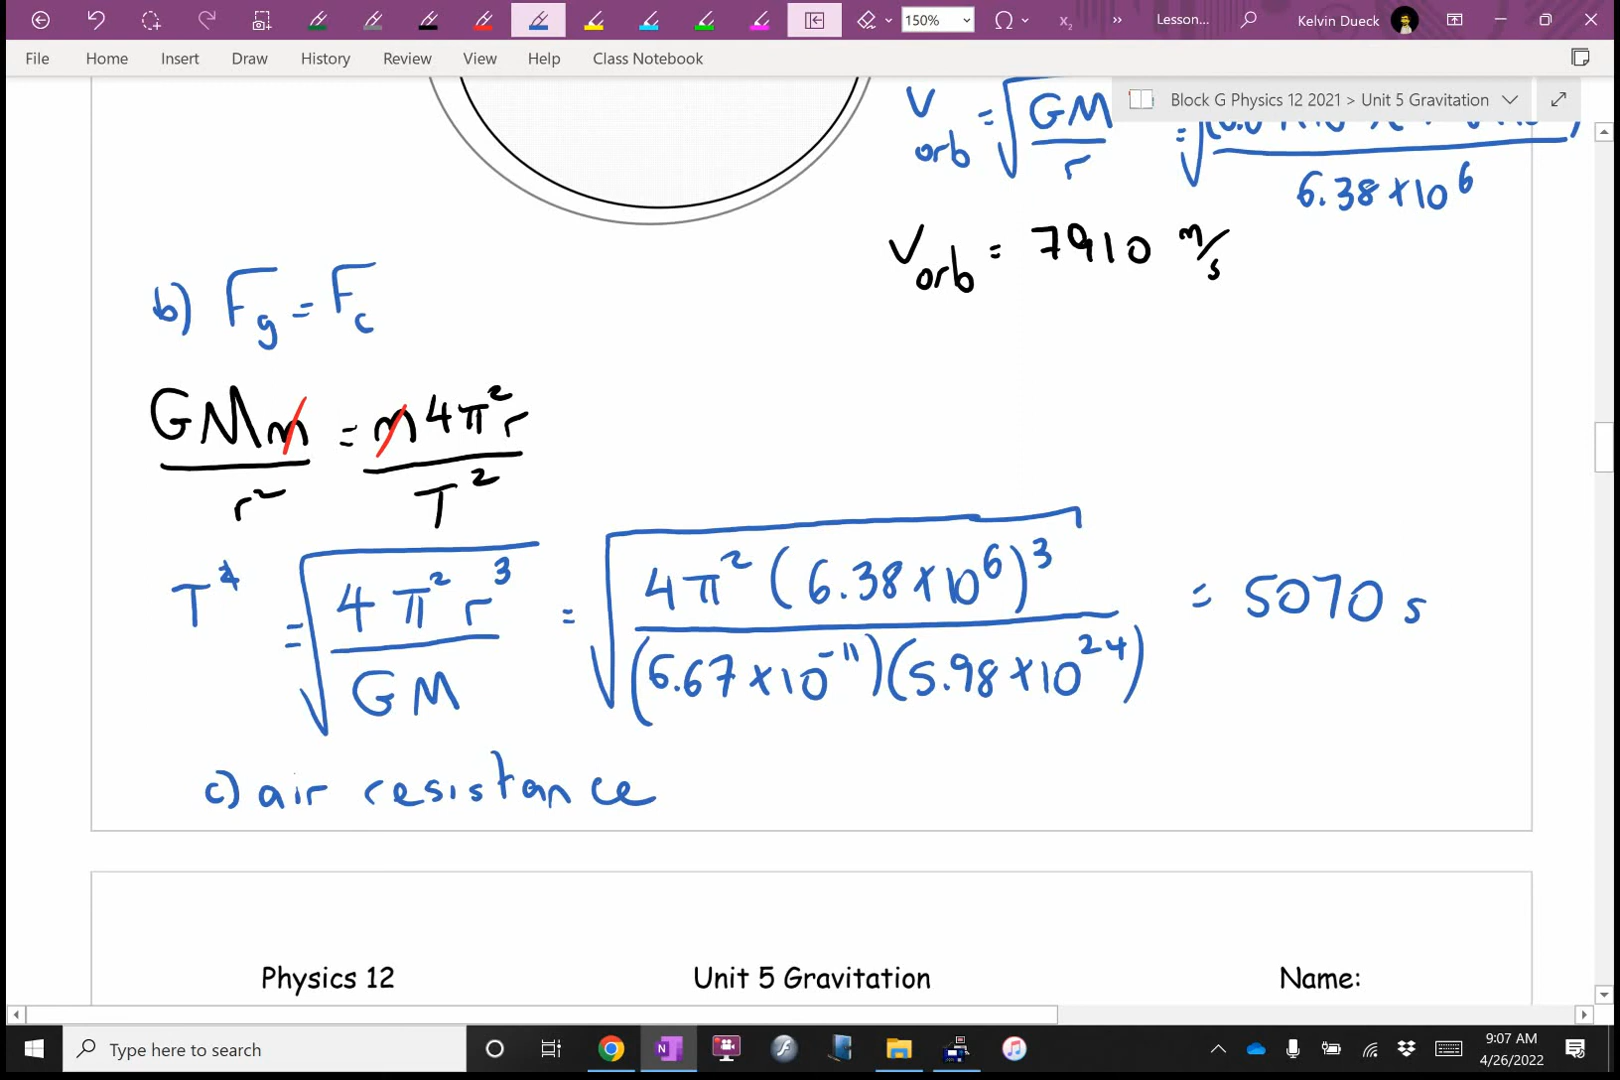 150%
Ω
x₂
»
Lesson...
Kelvin Dueck
File Home Insert Draw History Review View Help Class Notebook
Block G Physics 12 2021 > Unit 5 Gravitation
v orb = √(GM/r) = √( / 6.38×10⁶)
v orb = 7910 m/s
b) Fg = Fc
GMm/r² = m4π²r/T²
T = √(4π²r³/GM) = √(4π²(6.38×10⁶)³/(6.67×10⁻¹¹)(5.98×10²⁴)) = 5070 s
c) air resistance
Physics 12 Unit 5 Gravitation Name:
Type here to search
9:07 AM
4/26/2022